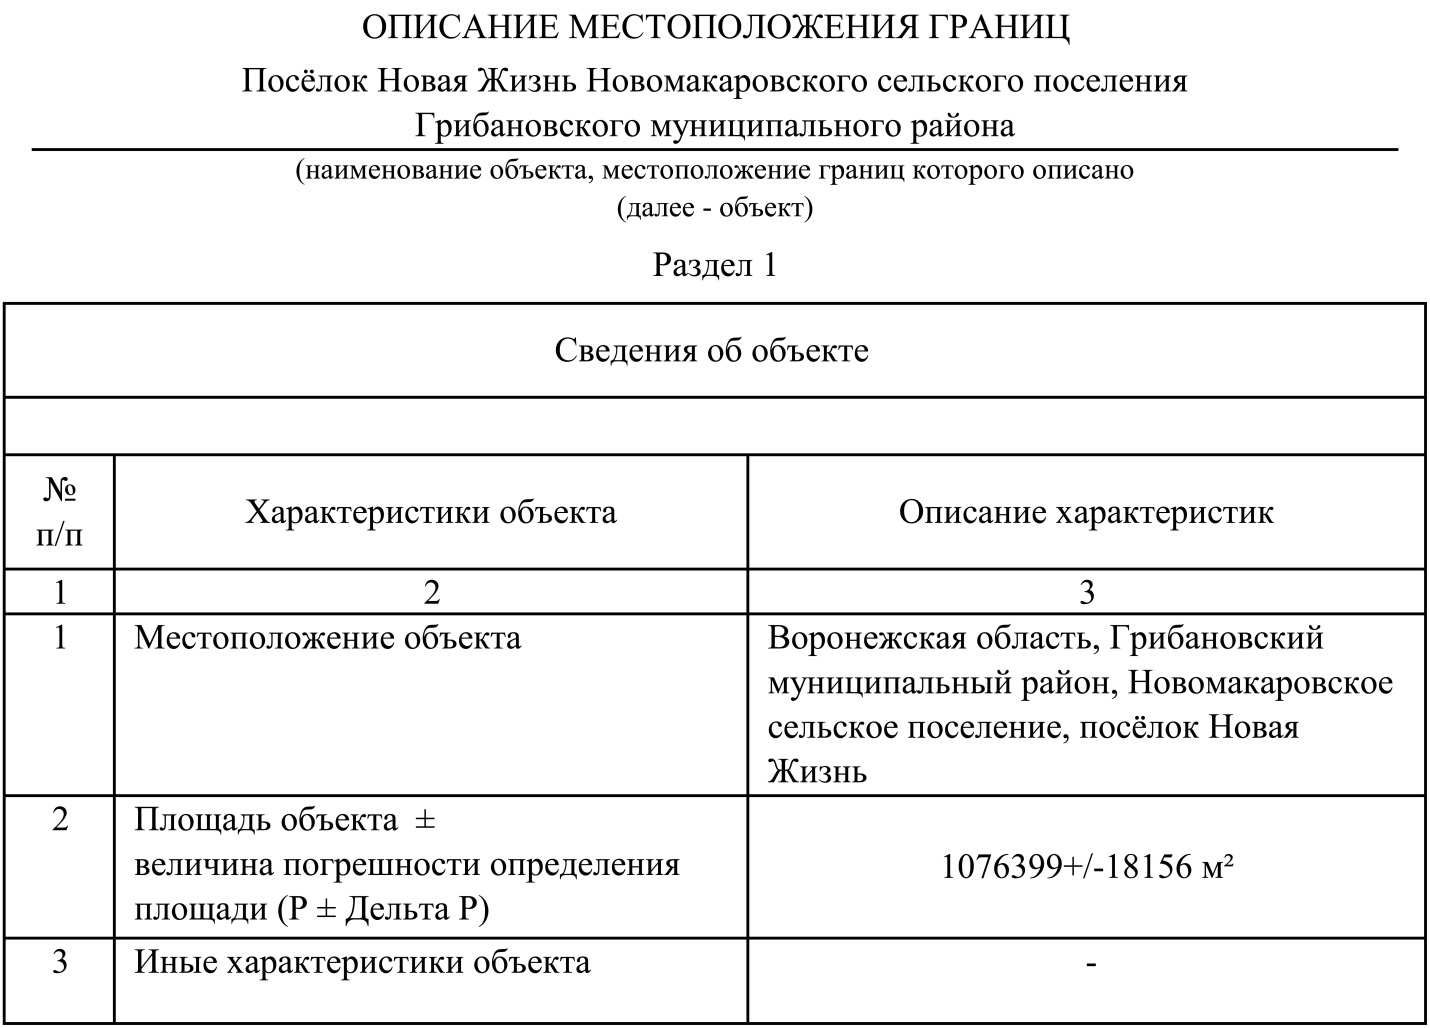 ОПИСАНИЕ МЕСТОПОЛОЖЕНИЯ ГРАНИЦ
Посёлок Новая Жизнь Новомакаровского сельского поселения
Грибановского муниципального района
(наименование объекта, местоположение границ которого описано
(далее - объект)
Раздел 1
Сведения об объекте
№
п/п
Характеристики объекта
Описание характеристик
1
2
3
1
Местоположение объекта
Воронежская область, Грибановский
муниципальный район, Новомакаровское
сельское поселение, посёлок Новая
Жизнь
2
Площадь объекта ±
величина погрешности определения
площади (P ± Дельта P)
1076399+/-18156 м²
3
Иные характеристики объекта
-